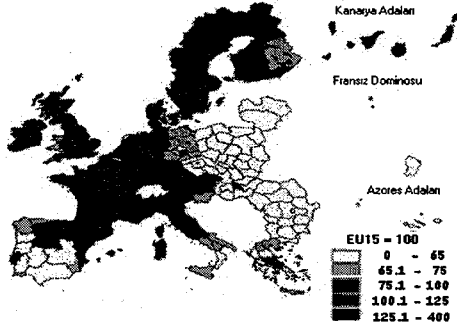 Kanarya Adaları
Fransız Dominosu
Azores Adaları
EU15 = 100
0 - 65
65.1 - 75
75.1 - 100
100.1 - 125
125.1 - 400